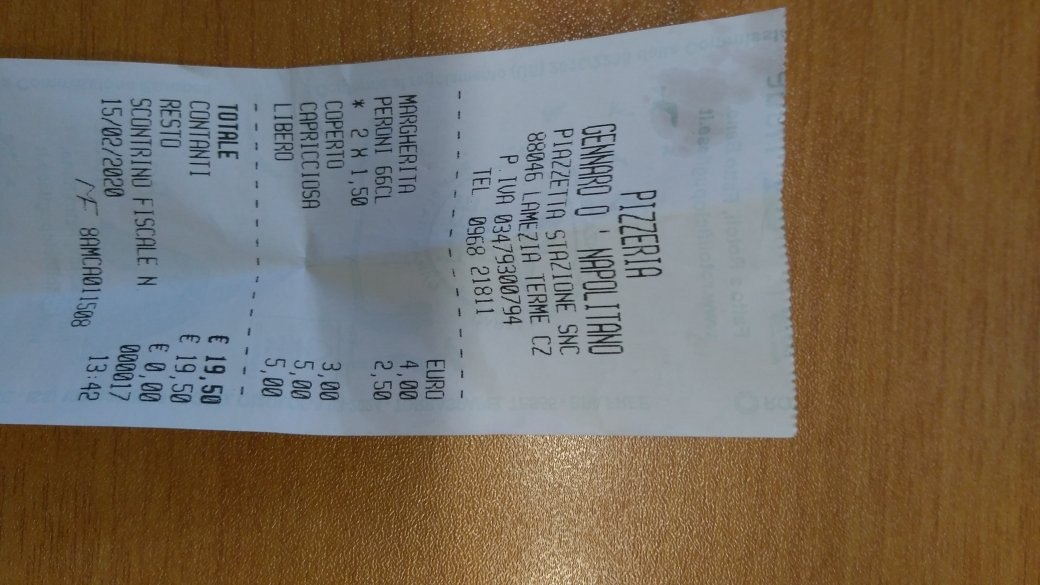 PIZZERIA
GENNARO O' NAPOLITANO
PIAZZETTA STAZIONE SNC
88046 LAMEZIA TERME CZ
P.IVA 03479300794
TEL 0968 21811
EURO
MARGHERITA 4,00
PERONI 66CL 2,50
* 2 X 1,50
COPERTO 3,00
CAPRICCIOSA 5,00
LIBERO 5,00
TOTALE € 19,50
CONTANTI € 19,50
RESTO € 0,00
SCONTRINO FISCALE N 000017
15/02/2020 13:42
MF 8AMCA011508